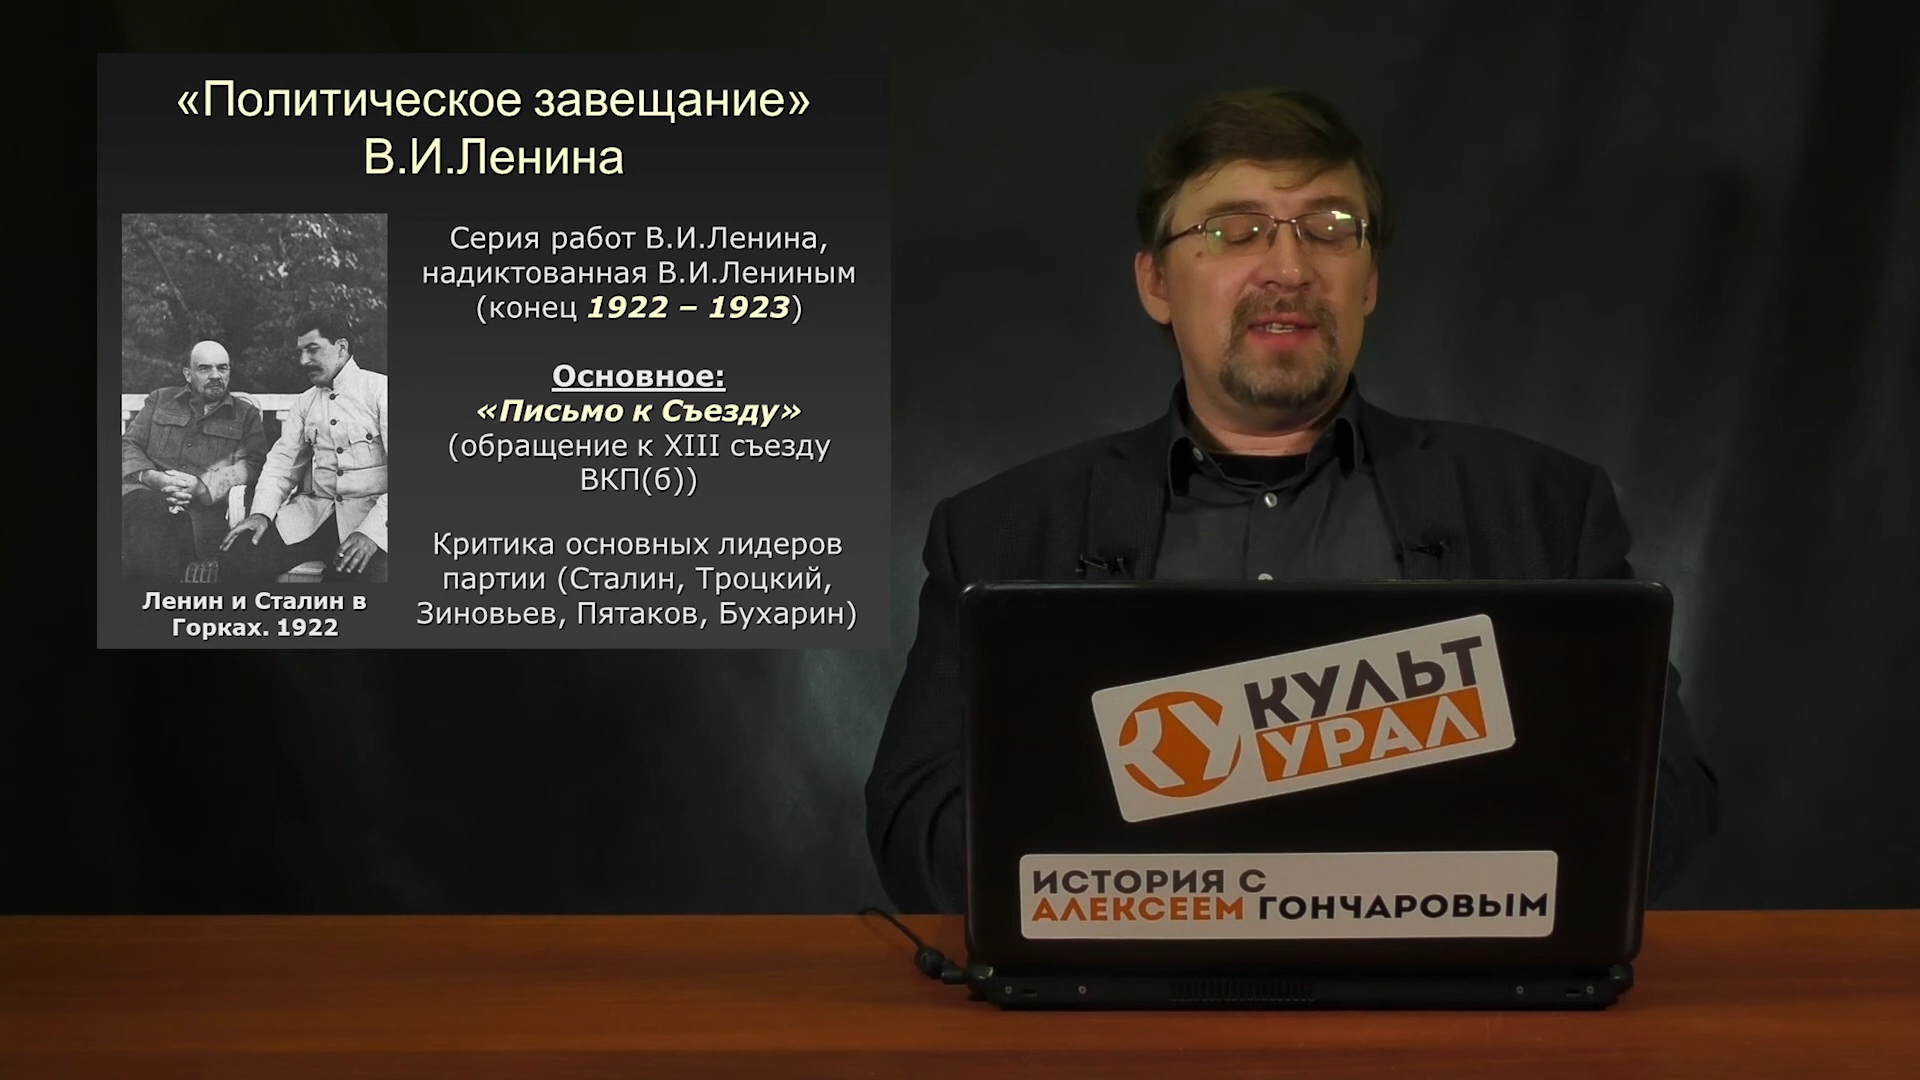 «Политическое завещание»
В.И.Ленина
Серия работ В.И.Ленина,
надиктованная В.И.Лениным
(конец 1922 – 1923)
Основное:
«Письмо к Съезду»
(обращение к XIII съезду
ВКП(б))
Критика основных лидеров
партии (Сталин, Троцкий,
Зиновьев, Пятаков, Бухарин)
Ленин и Сталин в
Горках. 1922
КУ КУЛЬТ
УРАЛ
ИСТОРИЯ С
АЛЕКСЕЕМ ГОНЧАРОВЫМ